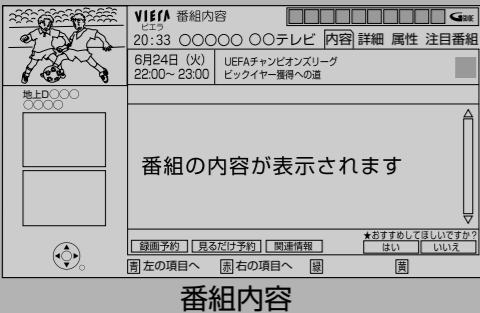 VIErA 番組内容
ビエラ
GGUIDE
20:33 ○○○○○ ○○テレビ 内容 詳細 属性 注目番組
6月24日（火）
22:00～23:00
UEFAチャンピオンズリーグ
ビックイヤー獲得への道
地上D○○○
○○○○
番組の内容が表示されます
★おすすめしてほしいですか?
録画予約 見るだけ予約 関連情報 はい いいえ
青 左の項目へ 赤 右の項目へ 緑 黄
番組内容